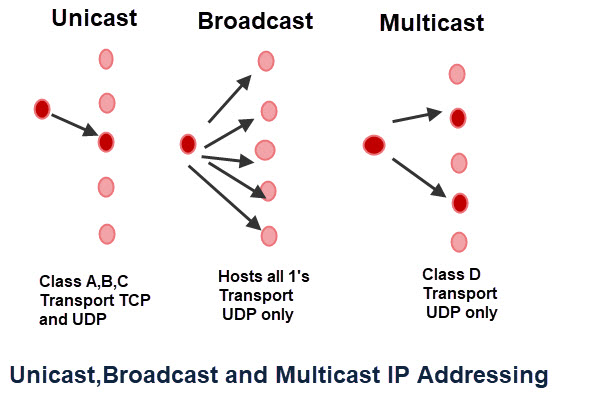 Unicast
Broadcast
Multicast
Class A,B,C
Transport TCP
and UDP
Hosts all 1's
Transport
UDP only
Class D
Transport
UDP only
Unicast,Broadcast and Multicast IP Addressing